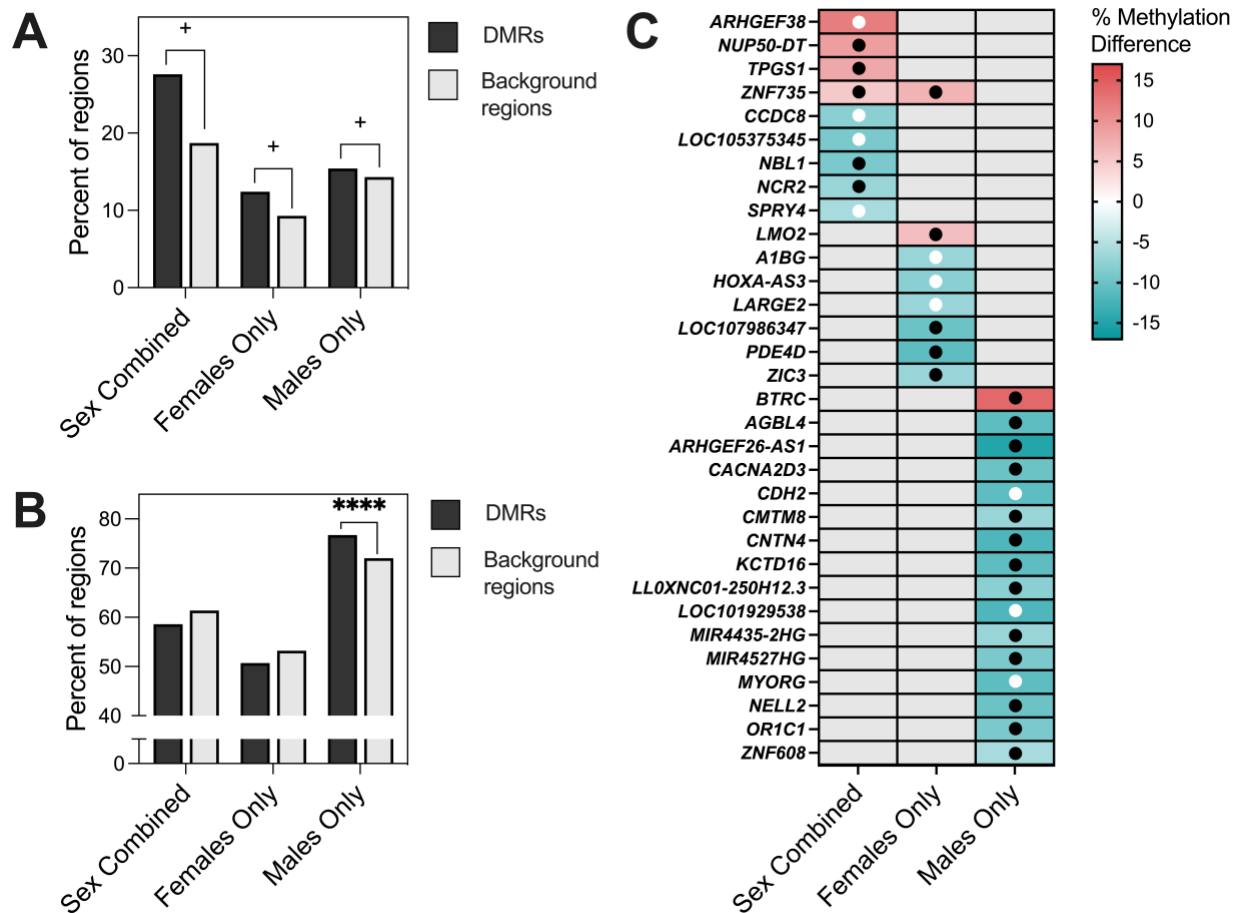 A
Percent of regions
30
20
10
0
+
+
+
DMRs
Background
regions
Sex Combined
Females Only
Males Only
B
Percent of regions
80
70
60
50
40
0
****
DMRs
Background
regions
Sex Combined
Females Only
Males Only
C
ARHGEF38
NUP50-DT
TPGS1
ZNF735
CCDC8
LOC105375345
NBL1
NCR2
SPRY4
LMO2
A1BG
HOXA-AS3
LARGE2
LOC107986347
PDE4D
ZIC3
BTRC
AGBL4
ARHGEF26-AS1
CACNA2D3
CDH2
CMTM8
CNTN4
KCTD16
LL0XNC01-250H12.3
LOC101929538
MIR4435-2HG
MIR4527HG
MYORG
NELL2
OR1C1
ZNF608
Sex Combined
Females Only
Males Only
% Methylation
Difference
15
10
5
0
-5
-10
-15